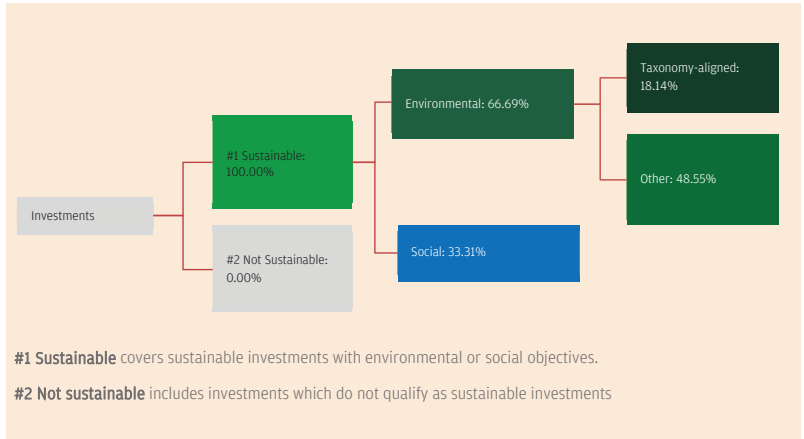 Investments
#1 Sustainable:
100.00%
#2 Not Sustainable:
0.00%
Environmental: 66.69%
Social: 33.31%
Taxonomy-aligned:
18.14%
Other: 48.55%
#1 Sustainable covers sustainable investments with environmental or social objectives.
#2 Not sustainable includes investments which do not qualify as sustainable investments